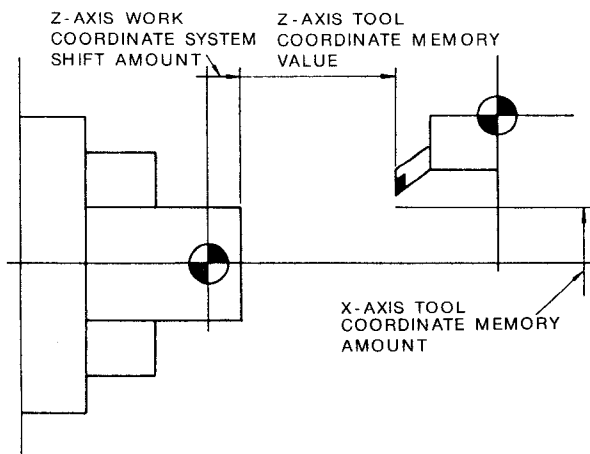 Z-AXIS WORK
COORDINATE SYSTEM
SHIFT AMOUNT
Z-AXIS TOOL
COORDINATE MEMORY
VALUE
X-AXIS TOOL
COORDINATE MEMORY
AMOUNT